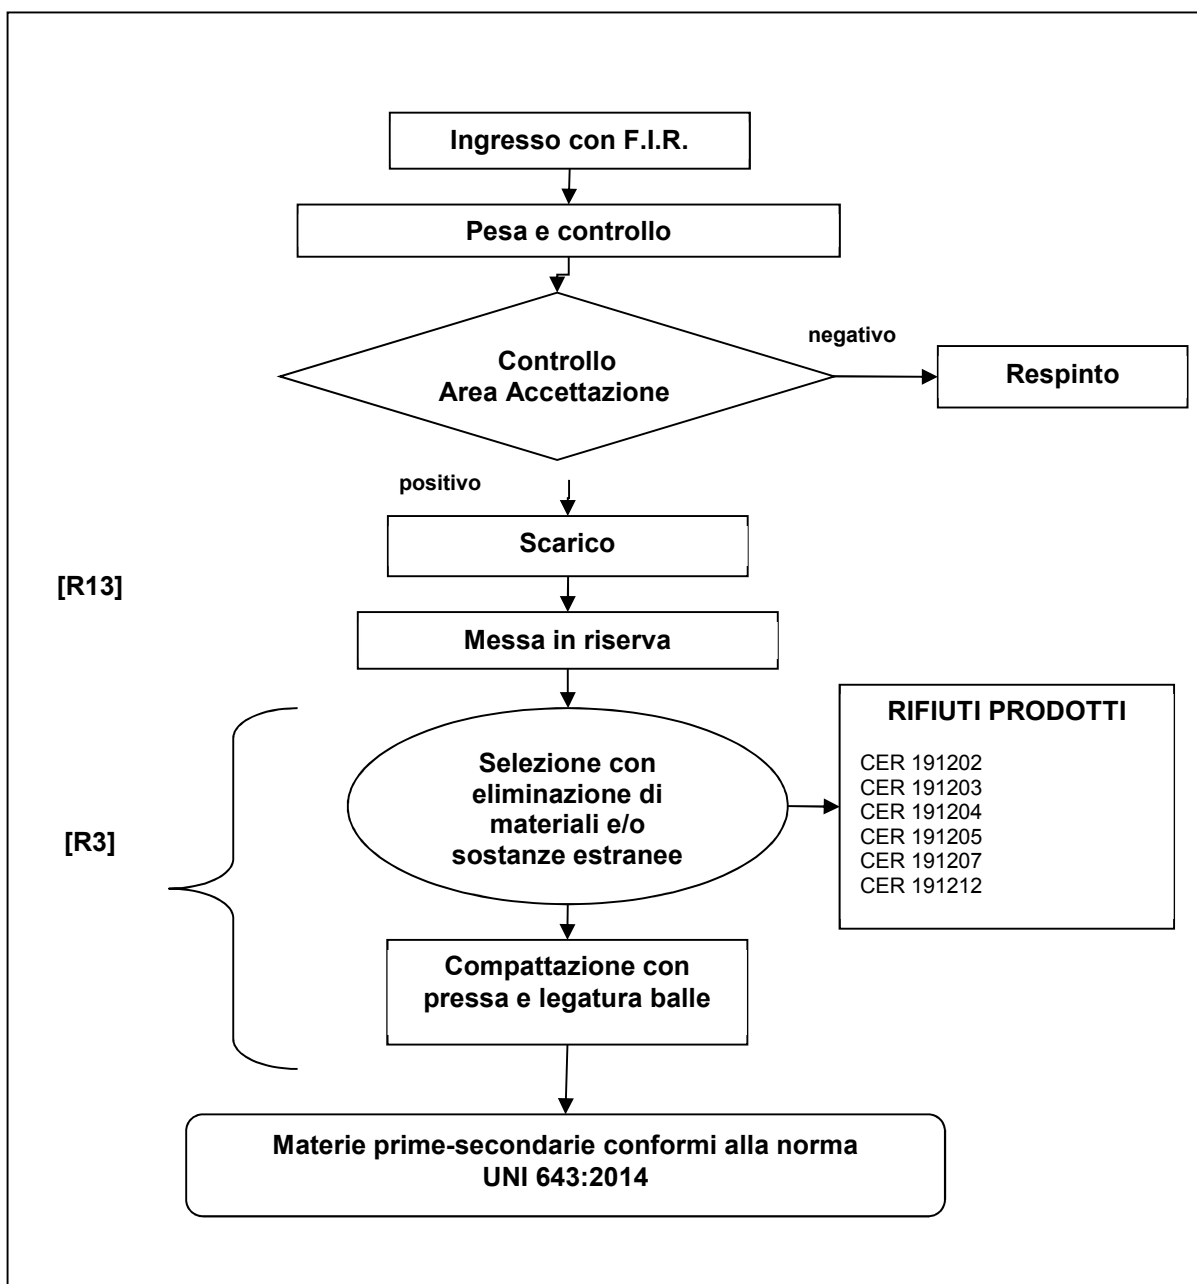 Ingresso con F.I.R.
Pesa e controllo
Controllo
Area Accettazione
negativo
Respinto
positivo
Scarico
[R13]
Messa in riserva
RIFIUTI PRODOTTI
CER 191202
CER 191203
CER 191204
CER 191205
CER 191207
CER 191212
Selezione con
eliminazione di
materiali e/o
sostanze estranee
[R3]
Compattazione con
pressa e legatura balle
Materie prime-secondarie conformi alla norma
UNI 643:2014